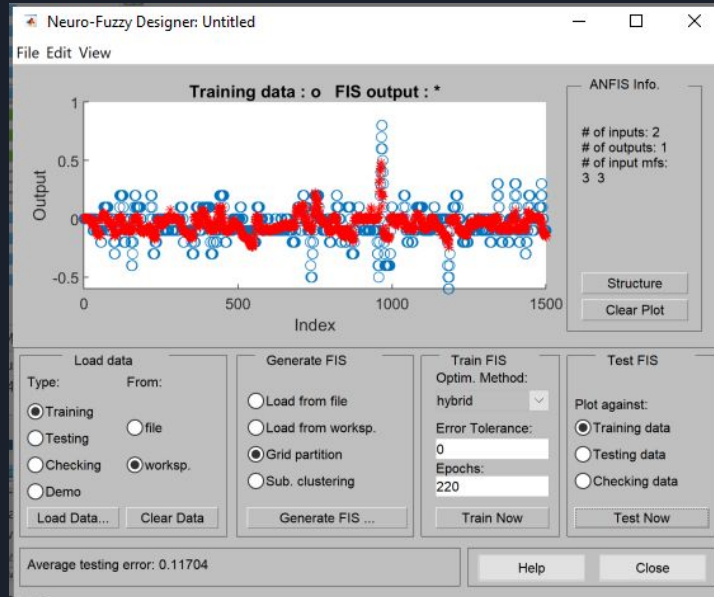 Neuro-Fuzzy Designer: Untitled
File Edit View
Training data : o FIS output : *
1
0.5
0
-0.5
Output
0 500 1000 1500
Index
ANFIS Info.
# of inputs: 2
# of outputs: 1
# of input mfs:
3 3
Structure
Clear Plot
Load data
Type: From:
Training
Testing
Checking
Demo
file
worksp.
Load Data... Clear Data
Generate FIS
Load from file
Load from worksp.
Grid partition
Sub. clustering
Generate FIS ...
Train FIS
Optim. Method:
hybrid
Error Tolerance:
0
Epochs:
220
Train Now
Test FIS
Plot against:
Training data
Testing data
Checking data
Test Now
Average testing error: 0.11704
Help Close